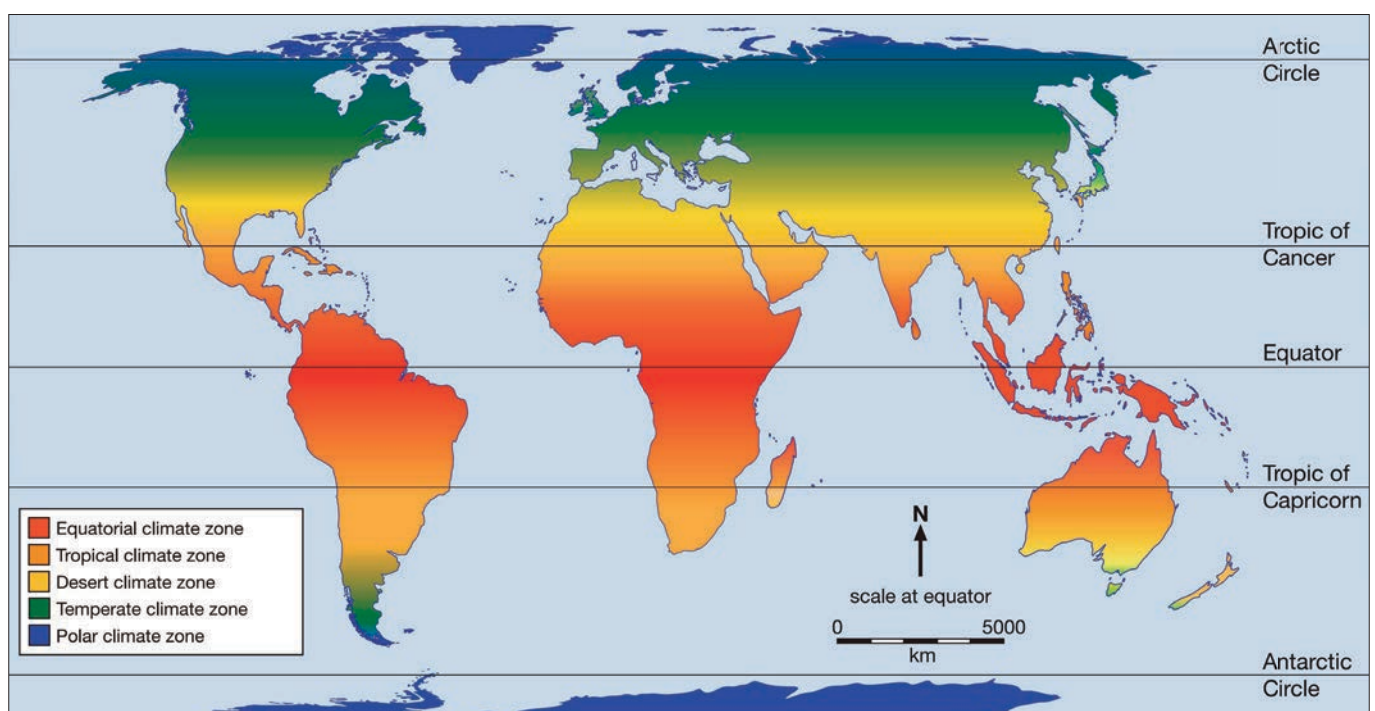 Arctic
Circle
Tropic of
Cancer
Equator
Tropic of
Capricorn
Equatorial climate zone
Tropical climate zone
Desert climate zone
Temperate climate zone
Polar climate zone
N
scale at equator
0 5000
km
Antarctic
Circle